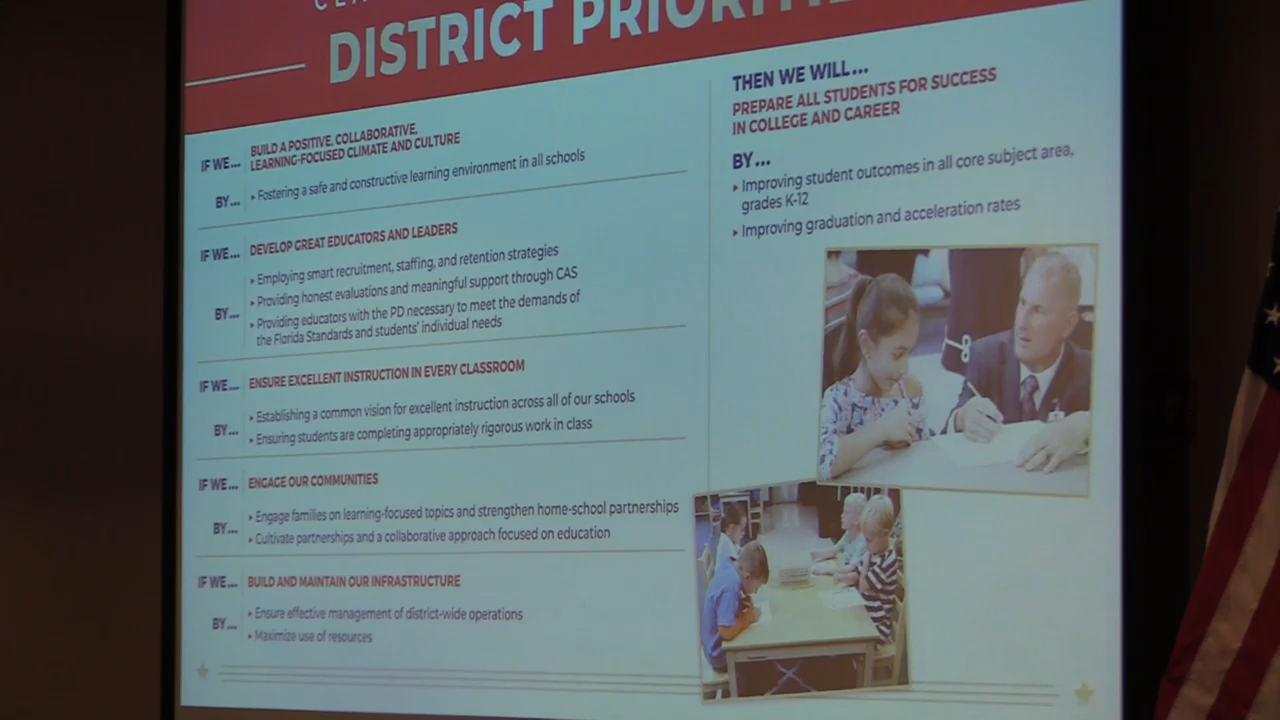 DISTRICT
IF WE...
BUILD A POSITIVE, COLLABORATIVE,
LEARNING-FOCUSED CLIMATE AND CULTURE
BY...
▸ Fostering a safe and constructive learning environment in all schools
IF WE...
DEVELOP GREAT EDUCATORS AND LEADERS
BY...
▸ Employing smart recruitment, staffing, and retention strategies
▸ Providing honest evaluations and meaningful support through CAS
▸ Providing educators with the PD necessary to meet the demands of
the Florida Standards and students' individual needs
IF WE...
ENSURE EXCELLENT INSTRUCTION IN EVERY CLASSROOM
BY...
▸ Establishing a common vision for excellent instruction across all of our schools
▸ Ensuring students are completing appropriately rigorous work in class
IF WE...
ENGAGE OUR COMMUNITIES
BY...
▸ Engage families on learning-focused topics and strengthen home-school partnerships
▸ Cultivate partnerships and a collaborative approach focused on education
IF WE...
BUILD AND MAINTAIN OUR INFRASTRUCTURE
BY...
▸ Ensure effective management of district-wide operations
▸ Maximize use of resources
THEN WE WILL...
PREPARE ALL STUDENTS FOR SUCCESS
IN COLLEGE AND CAREER
BY...
▸ Improving student outcomes in all core subject area,
grades K-12
▸ Improving graduation and acceleration rates